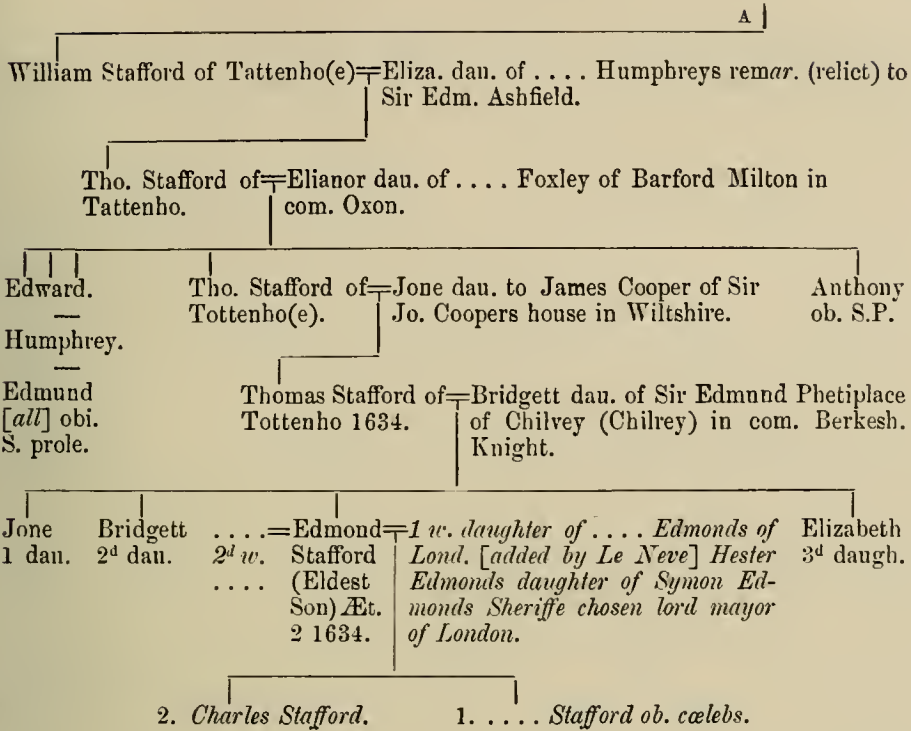 A
William Stafford of Tattenho(e)=Eliza. dau. of . . . . Humphreys remar. (relict) to
Sir Edm. Ashfield.
Tho. Stafford of=Elianor dau. of . . . . Foxley of Barford Milton in
Tattenho. com. Oxon.
Edward. Tho. Stafford of=Jone dau. to James Cooper of Sir Anthony
— Tottenho(e). Jo. Coopers house in Wiltshire. ob. S.P.
Humphrey.
—
Edmund Thomas Stafford of=Bridgett dau. of Sir Edmund Phetiplace
[all] obi. Tottenho 1634. of Chilvey (Chilrey) in com. Berkesh.
S. prole. Knight.
Jone Bridgett . . . .=Edmond=1 w. daughter of . . . . Edmonds of Elizabeth
1 dau. 2d dau. 2d w. Stafford Lond. [added by Le Neve] Hester 3d daugh.
. . . . (Eldest Edmonds daughter of Symon Ed-
Son) Æt. monds Sheriffe chosen lord mayor
2 1634. of London.
2. Charles Stafford. 1. . . . . Stafford ob. cœlebs.